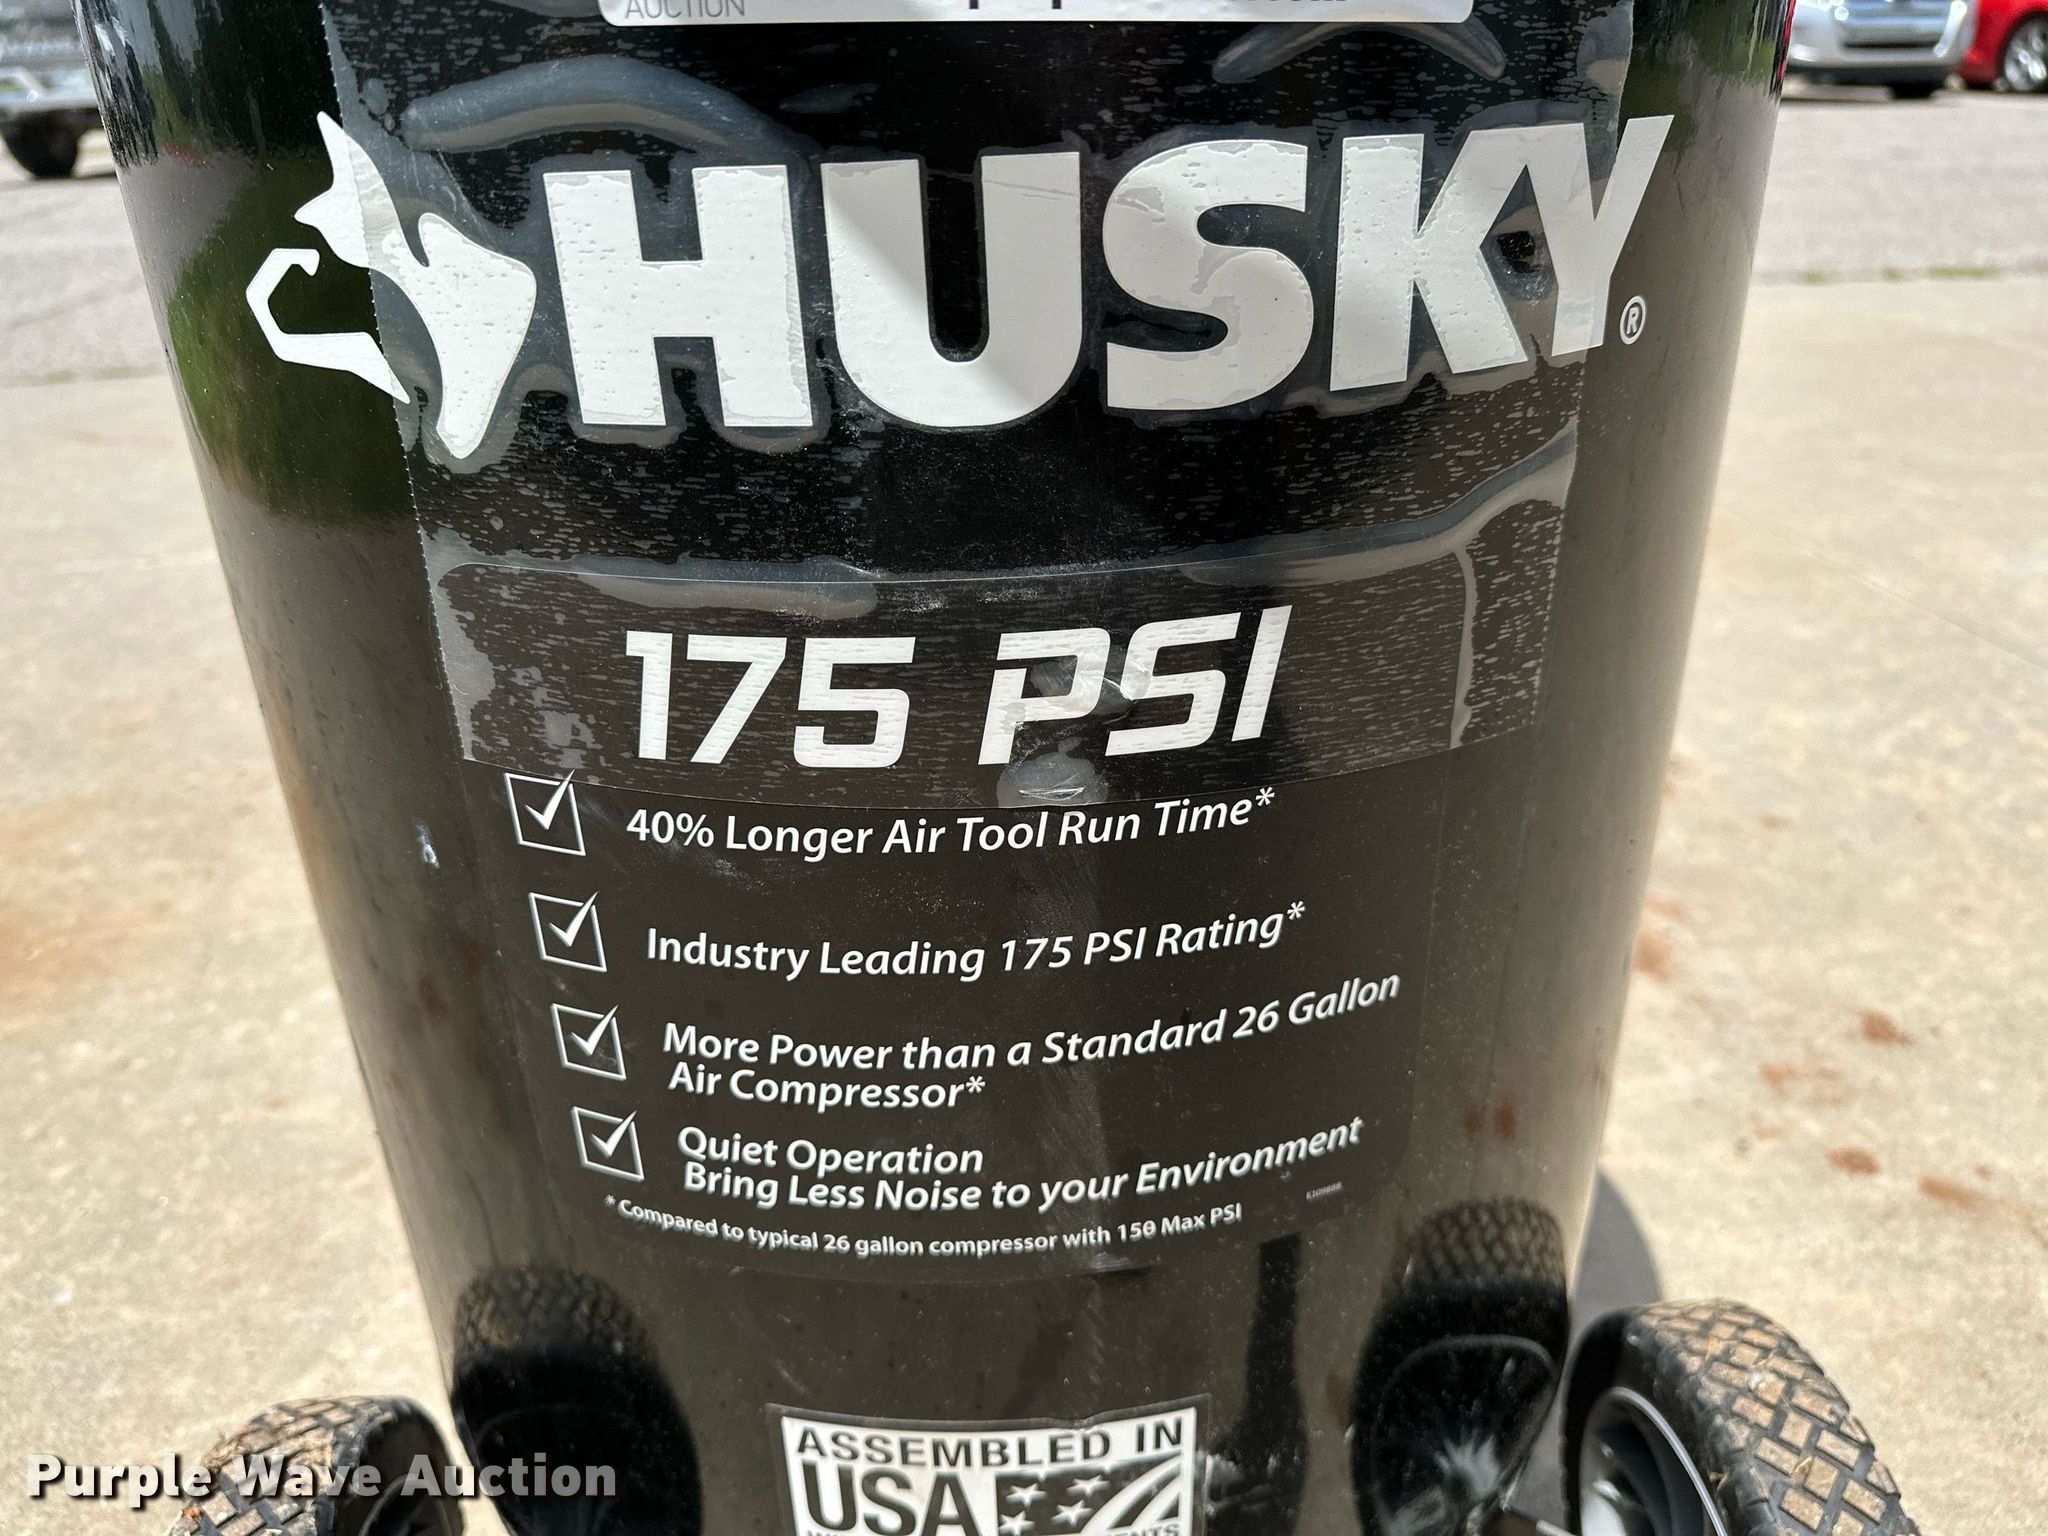 AUCTION
HUSKY®
175 PSI
40% Longer Air Tool Run Time*
Industry Leading 175 PSI Rating*
More Power than a Standard 26 Gallon
Air Compressor*
Quiet Operation
Bring Less Noise to your Environment
* Compared to typical 26 gallon compressor with 150 Max PSI
ASSEMBLED IN
USA
Purple Wave Auction